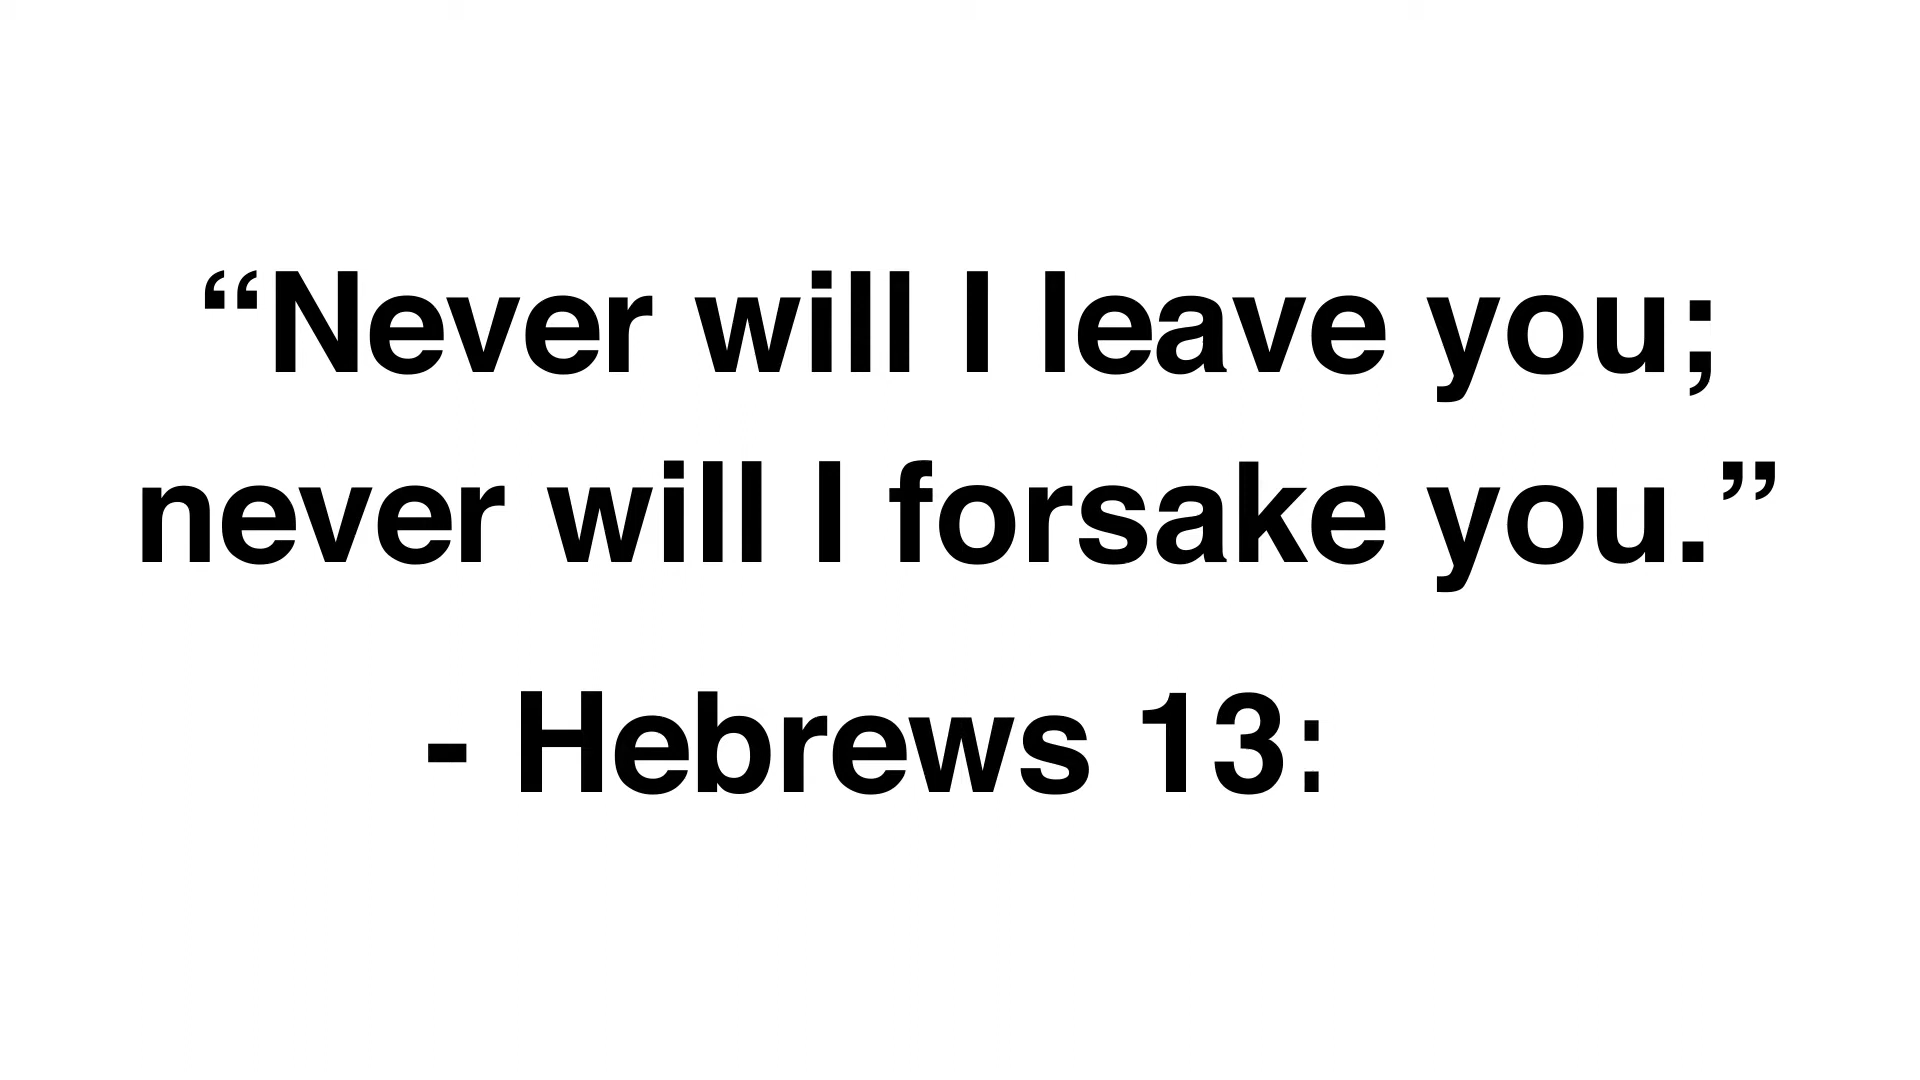 “Never will I leave you;
never will I forsake you.”
- Hebrews 13: